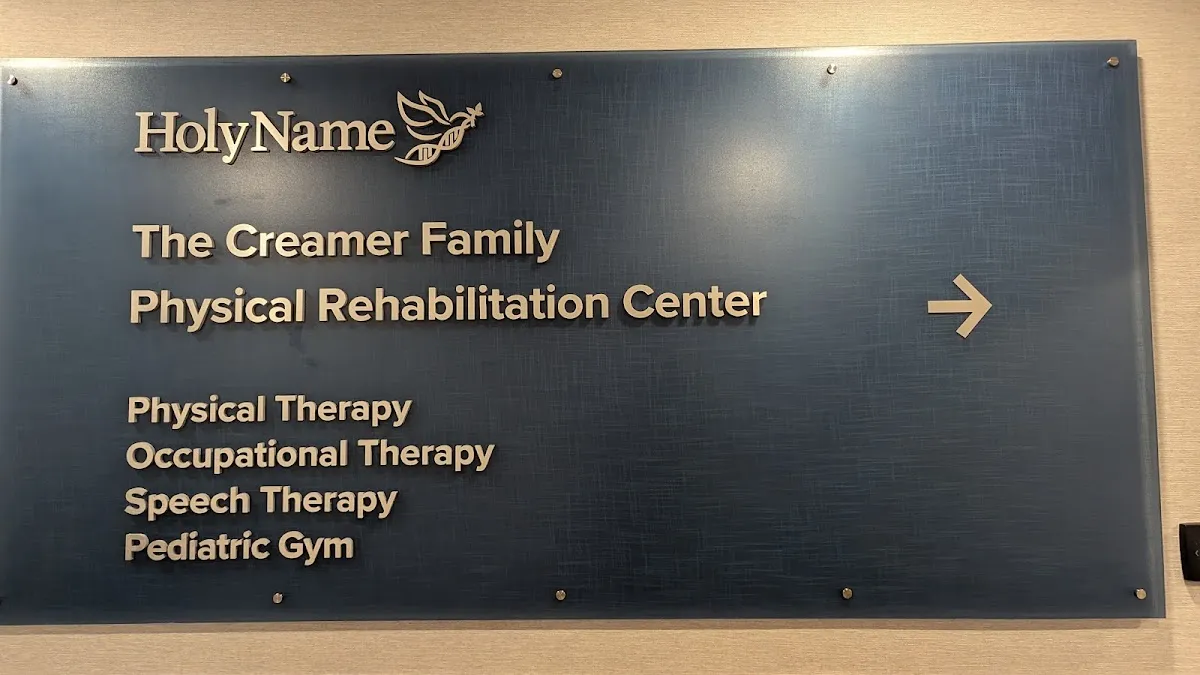 HolyName
The Creamer Family
Physical Rehabilitation Center
Physical Therapy
Occupational Therapy
Speech Therapy
Pediatric Gym